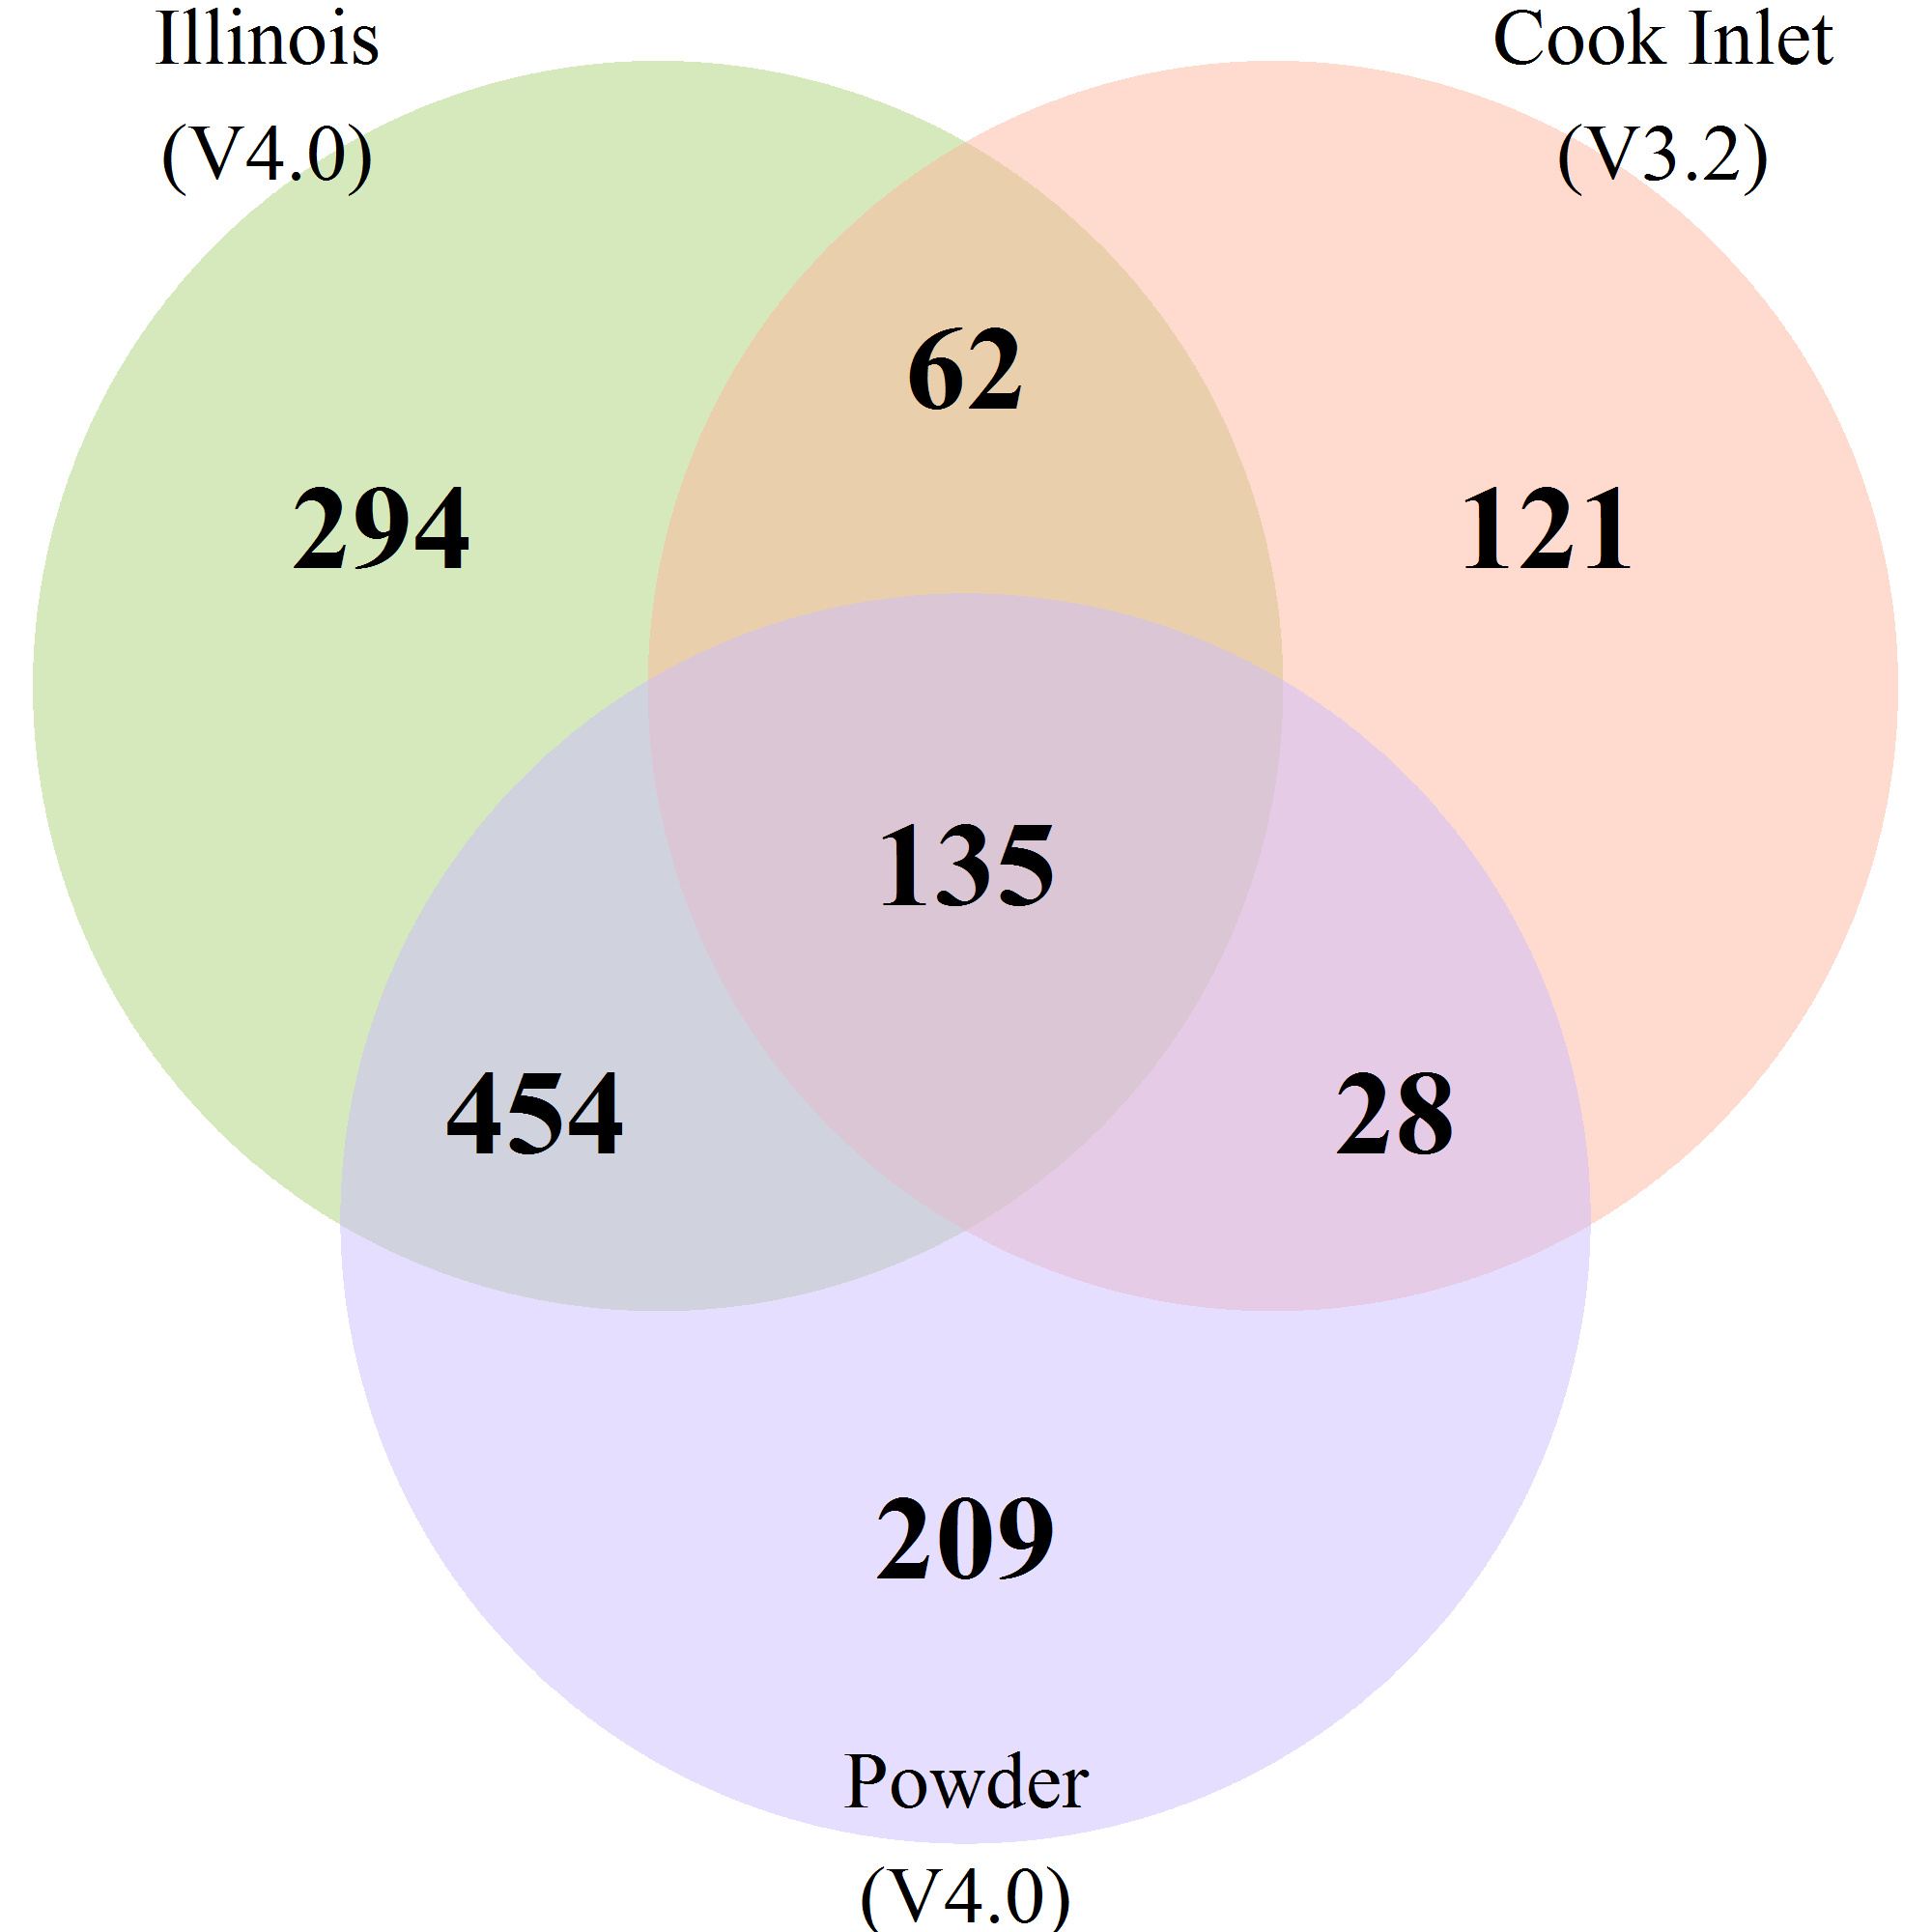 Illinois
(V4.0)
Cook Inlet
(V3.2)
62
294
121
135
454
28
209
Powder
(V4.0)